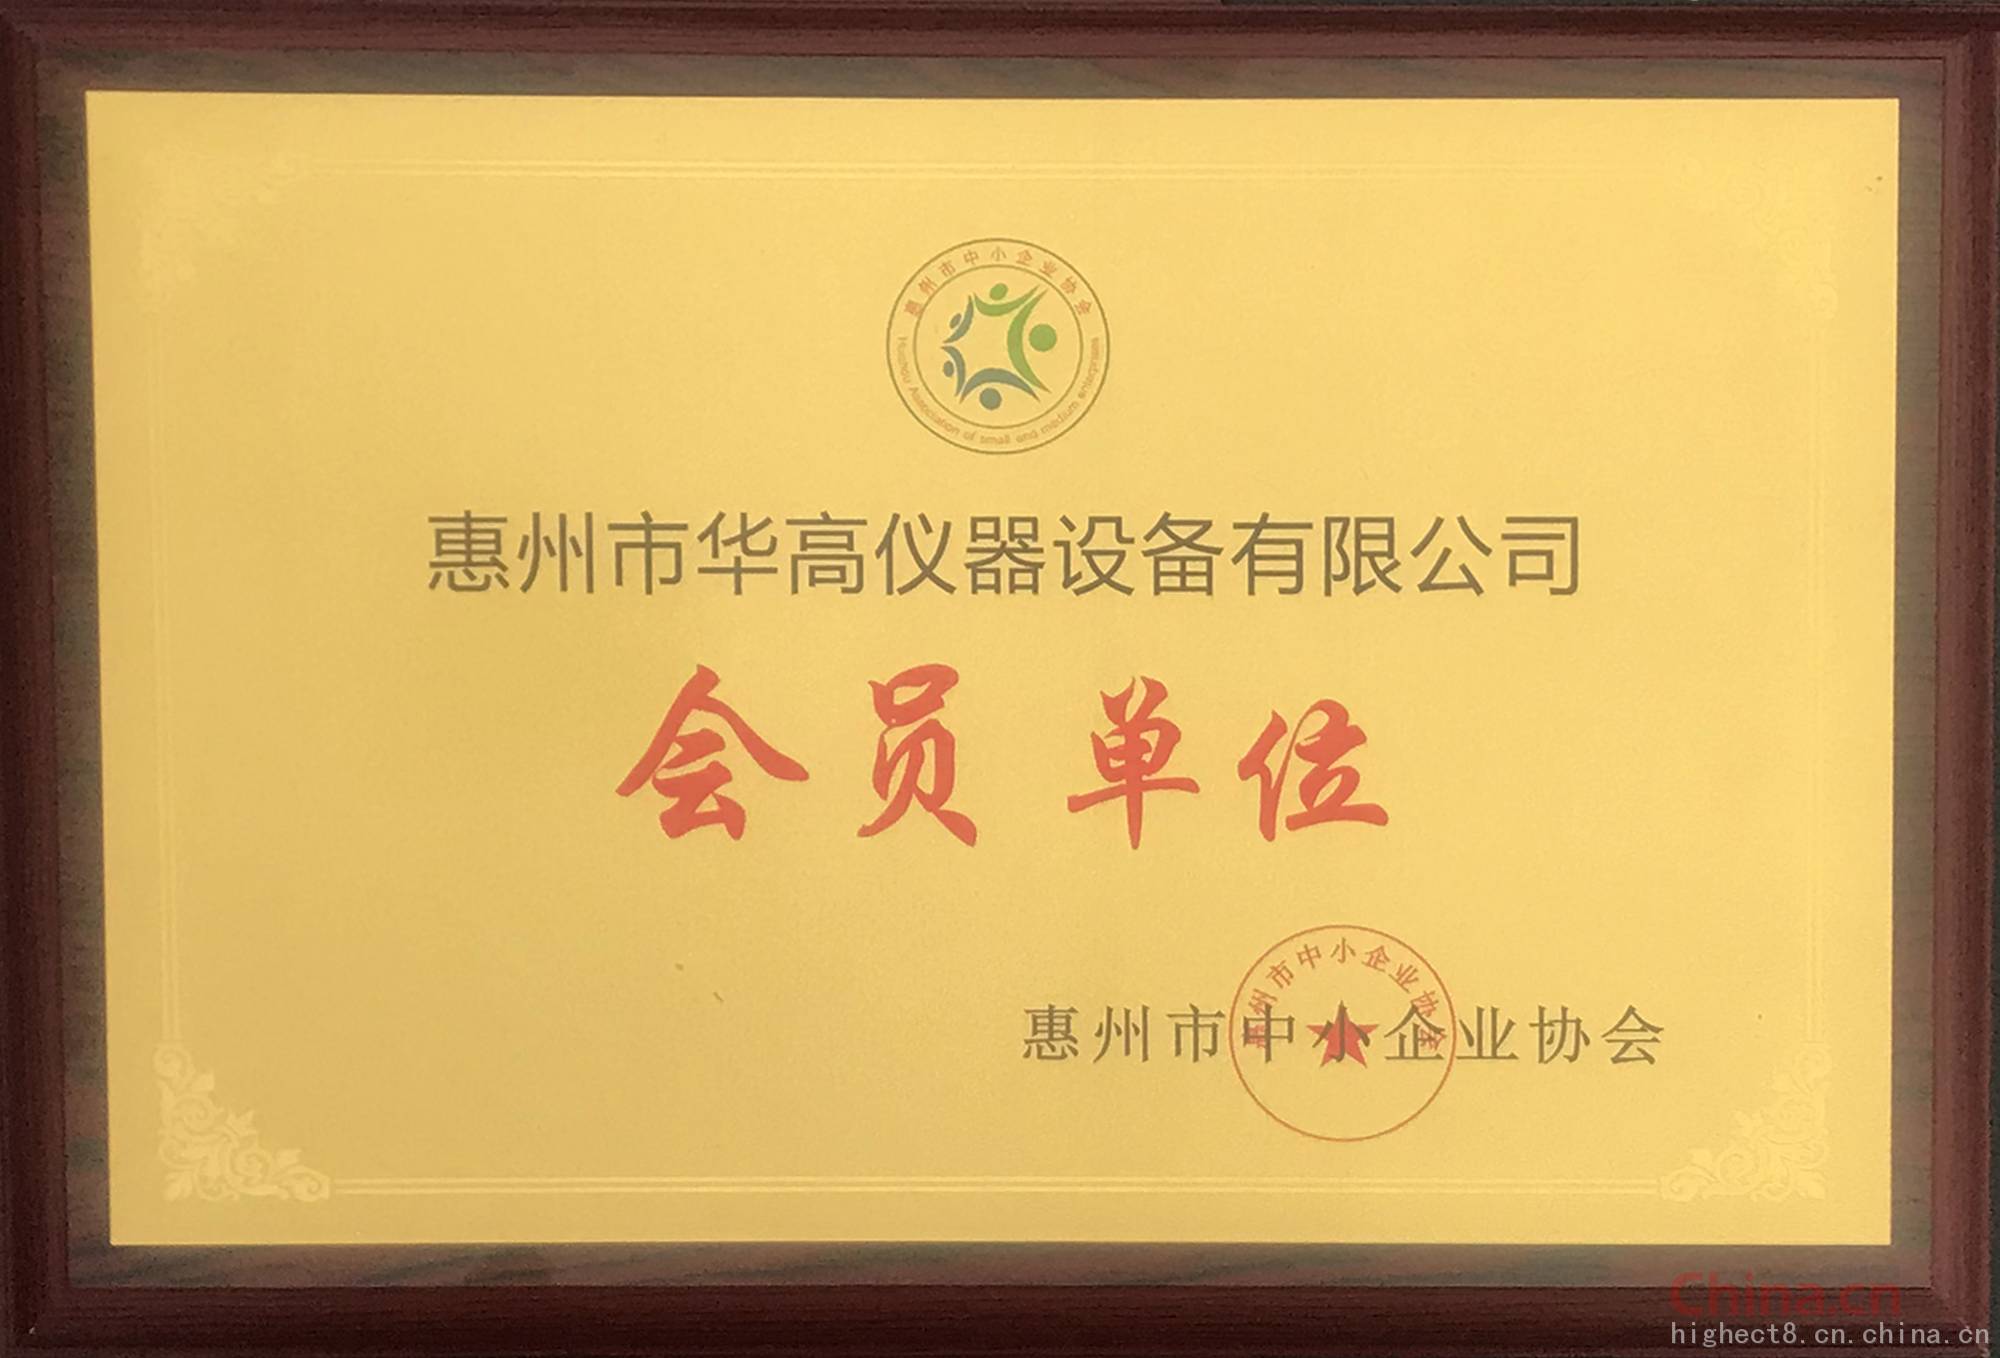 惠州市中小企业协会
Huizhou Association of small and medium enterprises
惠州市华高仪器设备有限公司
会员单位
惠州市中小企业协会
惠州市中小企业协会
China.cn
highect8.cn.china.cn